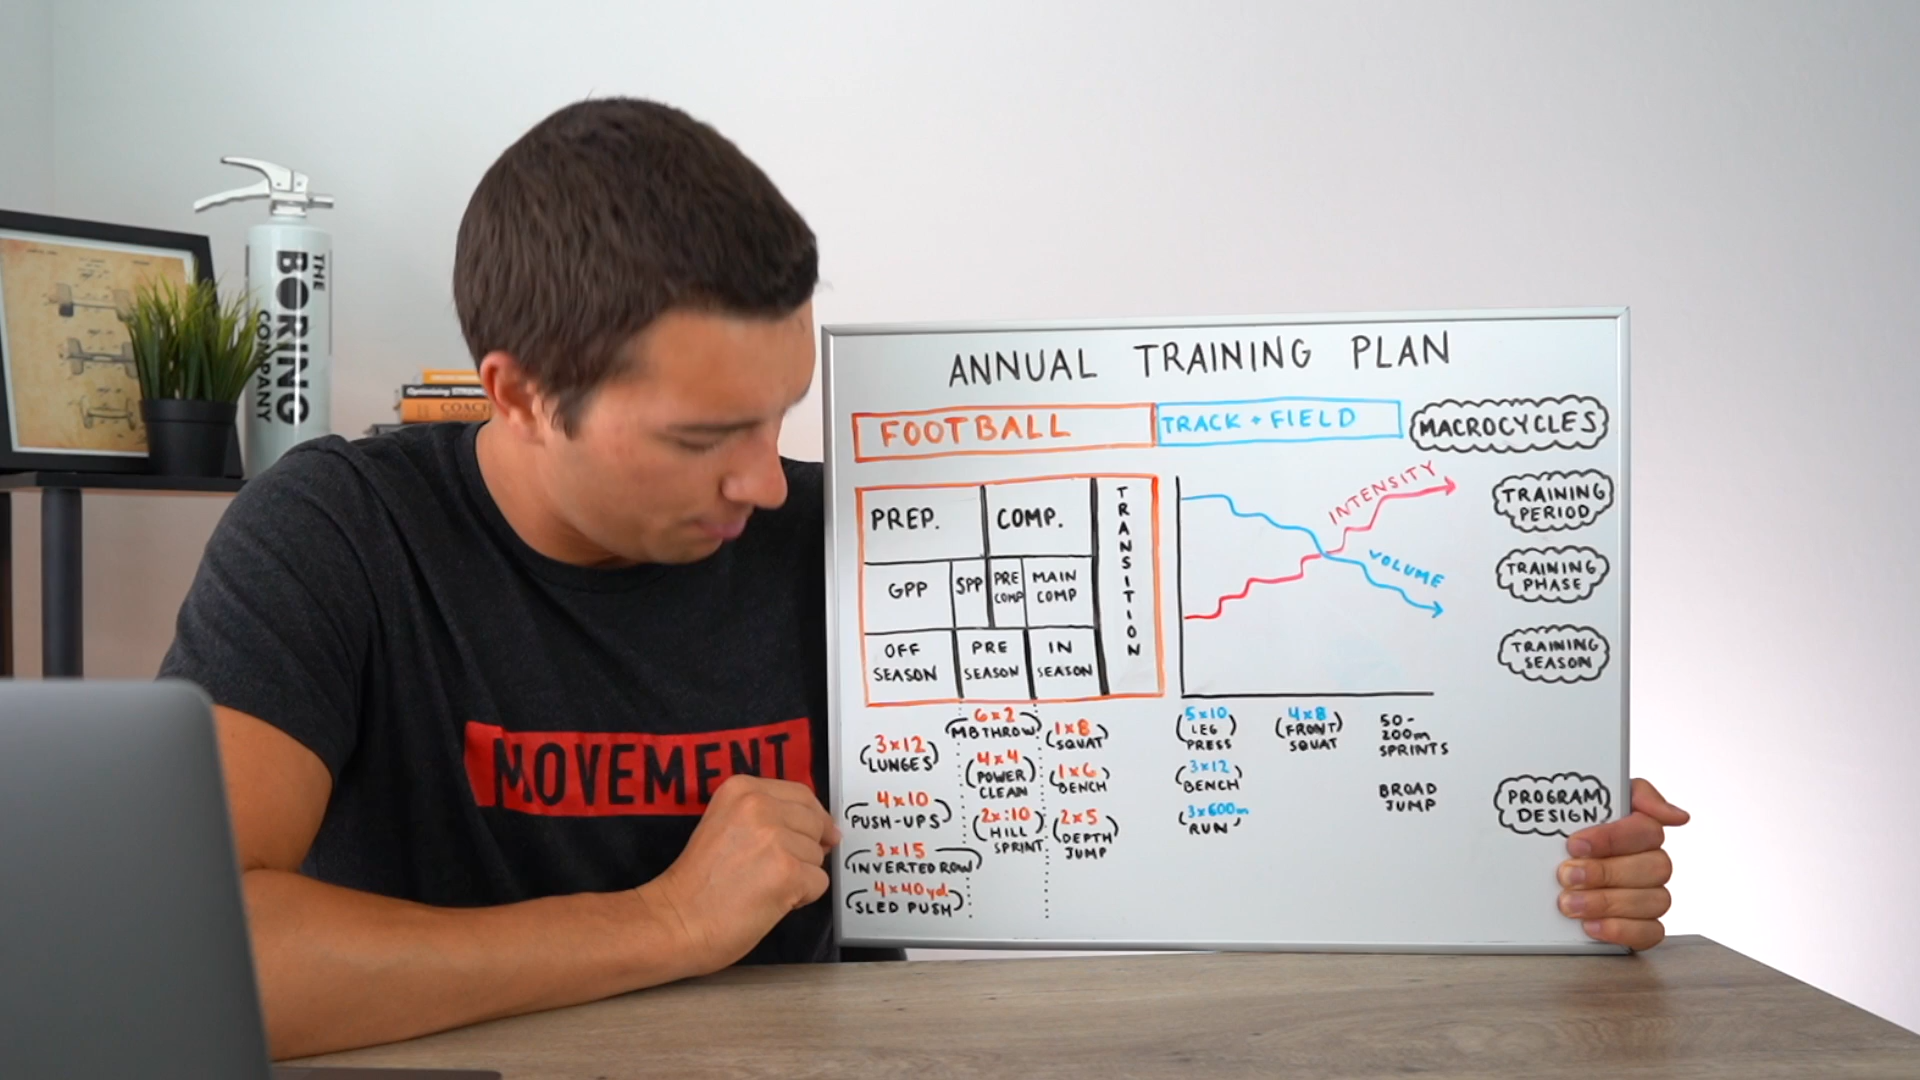 THE
BORING
COMPANY
COACH
MOVEMENT
ANNUAL TRAINING PLAN
FOOTBALL
TRACK + FIELD
MACROCYCLES
PREP.
COMP.
TRANSITION
GPP
SPP
PRE
COMP
MAIN
COMP
OFF
SEASON
PRE
SEASON
IN
SEASON
INTENSITY
VOLUME
TRAINING
PERIOD
TRAINING
PHASE
TRAINING
SEASON
3x12
LUNGES
4x10
PUSH-UPS
3x15
INVERTED ROW
4x40yd
SLED PUSH
6x2
MB THROW
4x4
POWER
CLEAN
2x:10
HILL
SPRINT
1x8
SQUAT
1x6
BENCH
2x5
DEPTH
JUMP
5x10
LEG
PRESS
3x12
BENCH
3x600m
RUN
4x8
FRONT
SQUAT
50-
200m
SPRINTS
BROAD
JUMP
PROGRAM
DESIGN